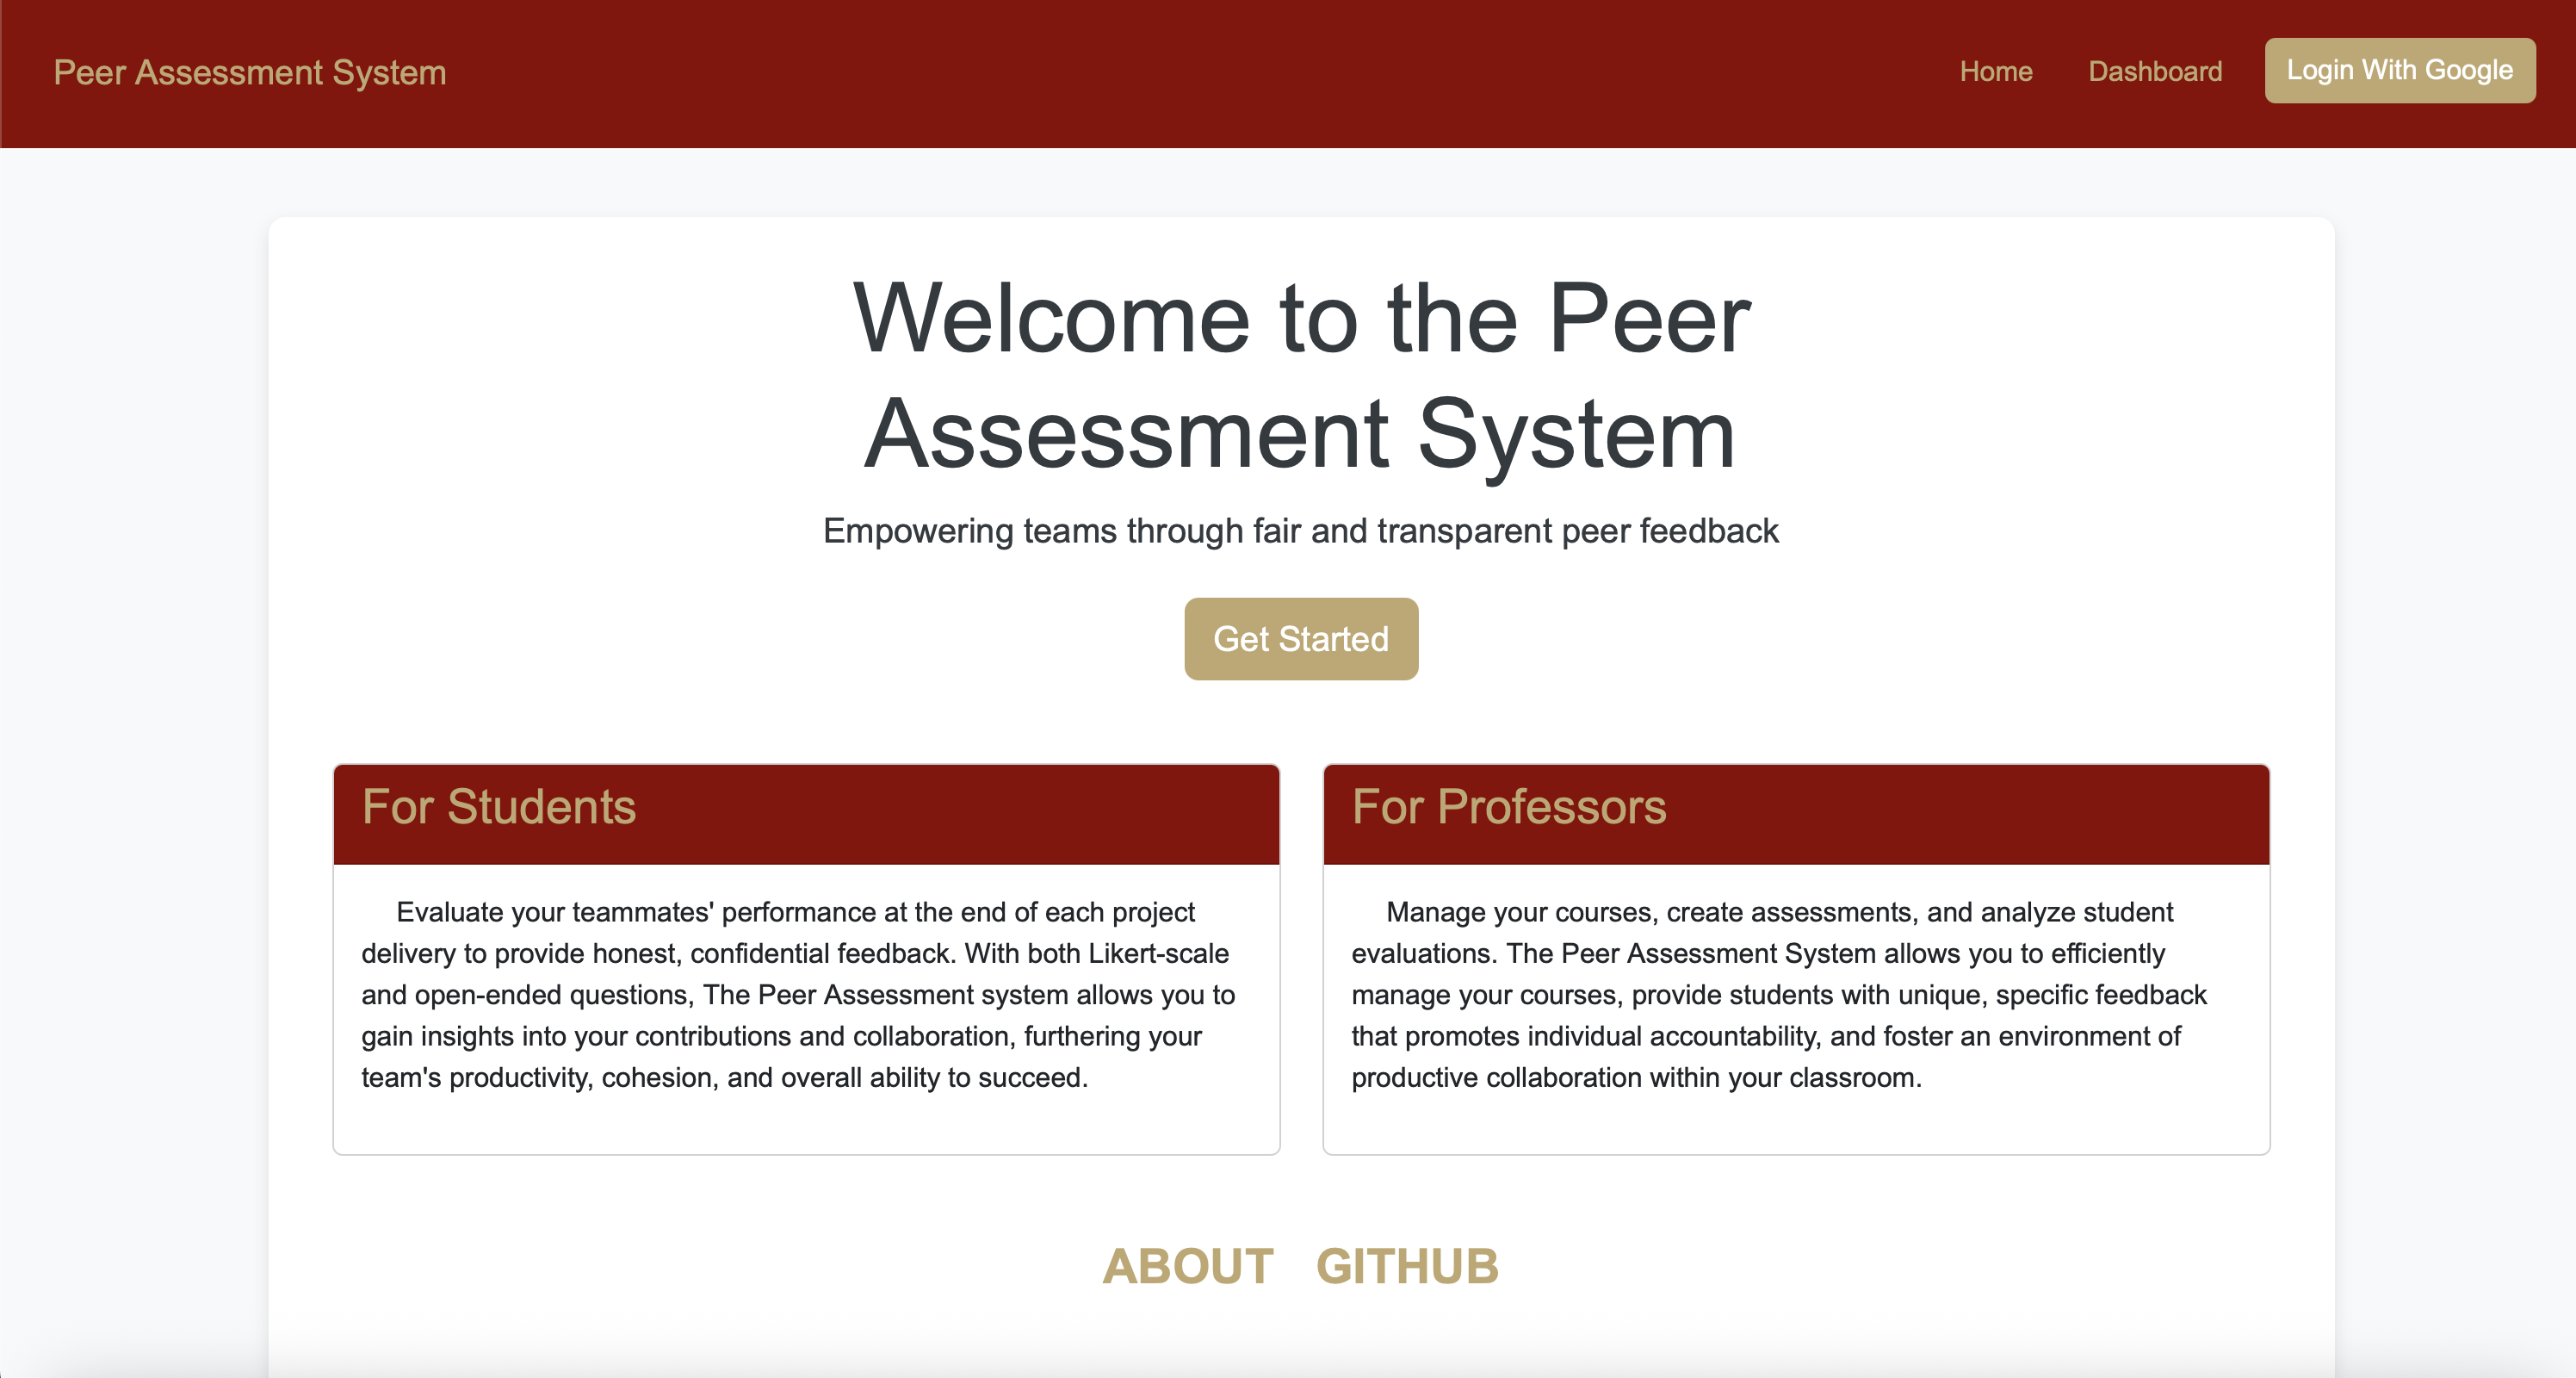 Peer Assessment System
Home
Dashboard
Login With Google
Welcome to the Peer
Assessment System
Empowering teams through fair and transparent peer feedback
Get Started
For Students
Evaluate your teammates' performance at the end of each project
delivery to provide honest, confidential feedback. With both Likert-scale
and open-ended questions, The Peer Assessment system allows you to
gain insights into your contributions and collaboration, furthering your
team's productivity, cohesion, and overall ability to succeed.
For Professors
Manage your courses, create assessments, and analyze student
evaluations. The Peer Assessment System allows you to efficiently
manage your courses, provide students with unique, specific feedback
that promotes individual accountability, and foster an environment of
productive collaboration within your classroom.
ABOUT
GITHUB